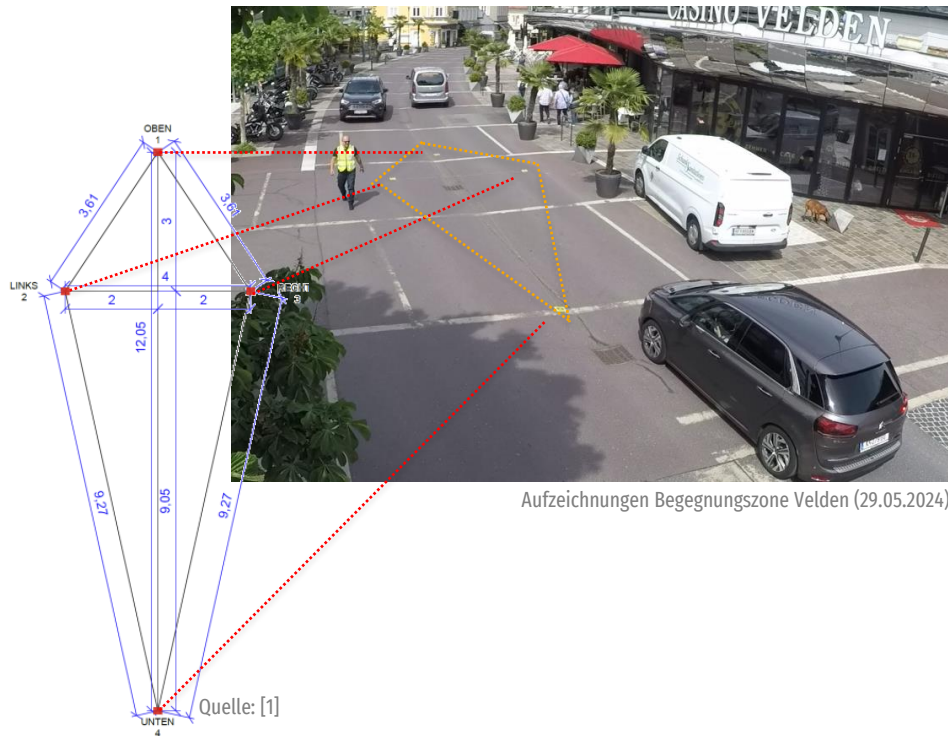 CASINO VELDEN
OBEN
1
3,61
3
3,61
4
LINKS
2
2
2
RECHTS
3
12,05
9,27
9,05
9,27
Aufzeichnungen Begegnungszone Velden (29.05.2024)
Quelle: [1]
UNTEN
4